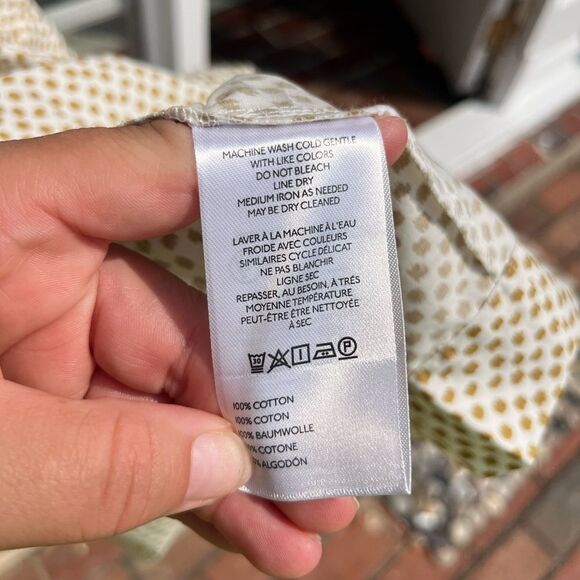 MACHINE WASH COLD GENTLE
WITH LIKE COLORS
DO NOT BLEACH
LINE DRY
MEDIUM IRON AS NEEDED
MAY BE DRY CLEANED
LAVER À LA MACHINE À L'EAU
FROIDE AVEC COULEURS
SIMILAIRES CYCLE DÉLICAT
NE PAS BLANCHIR
LIGNE SEC
REPASSER, AU BESOIN, À TRÉS
MOYENNE TEMPÉRATURE
PEUT-ÊTRE ÊTRE NETTOYÉE
À SEC
30 P
100% COTTON
100% COTON
100% BAUMWOLLE
COTONE
ALGODÓN